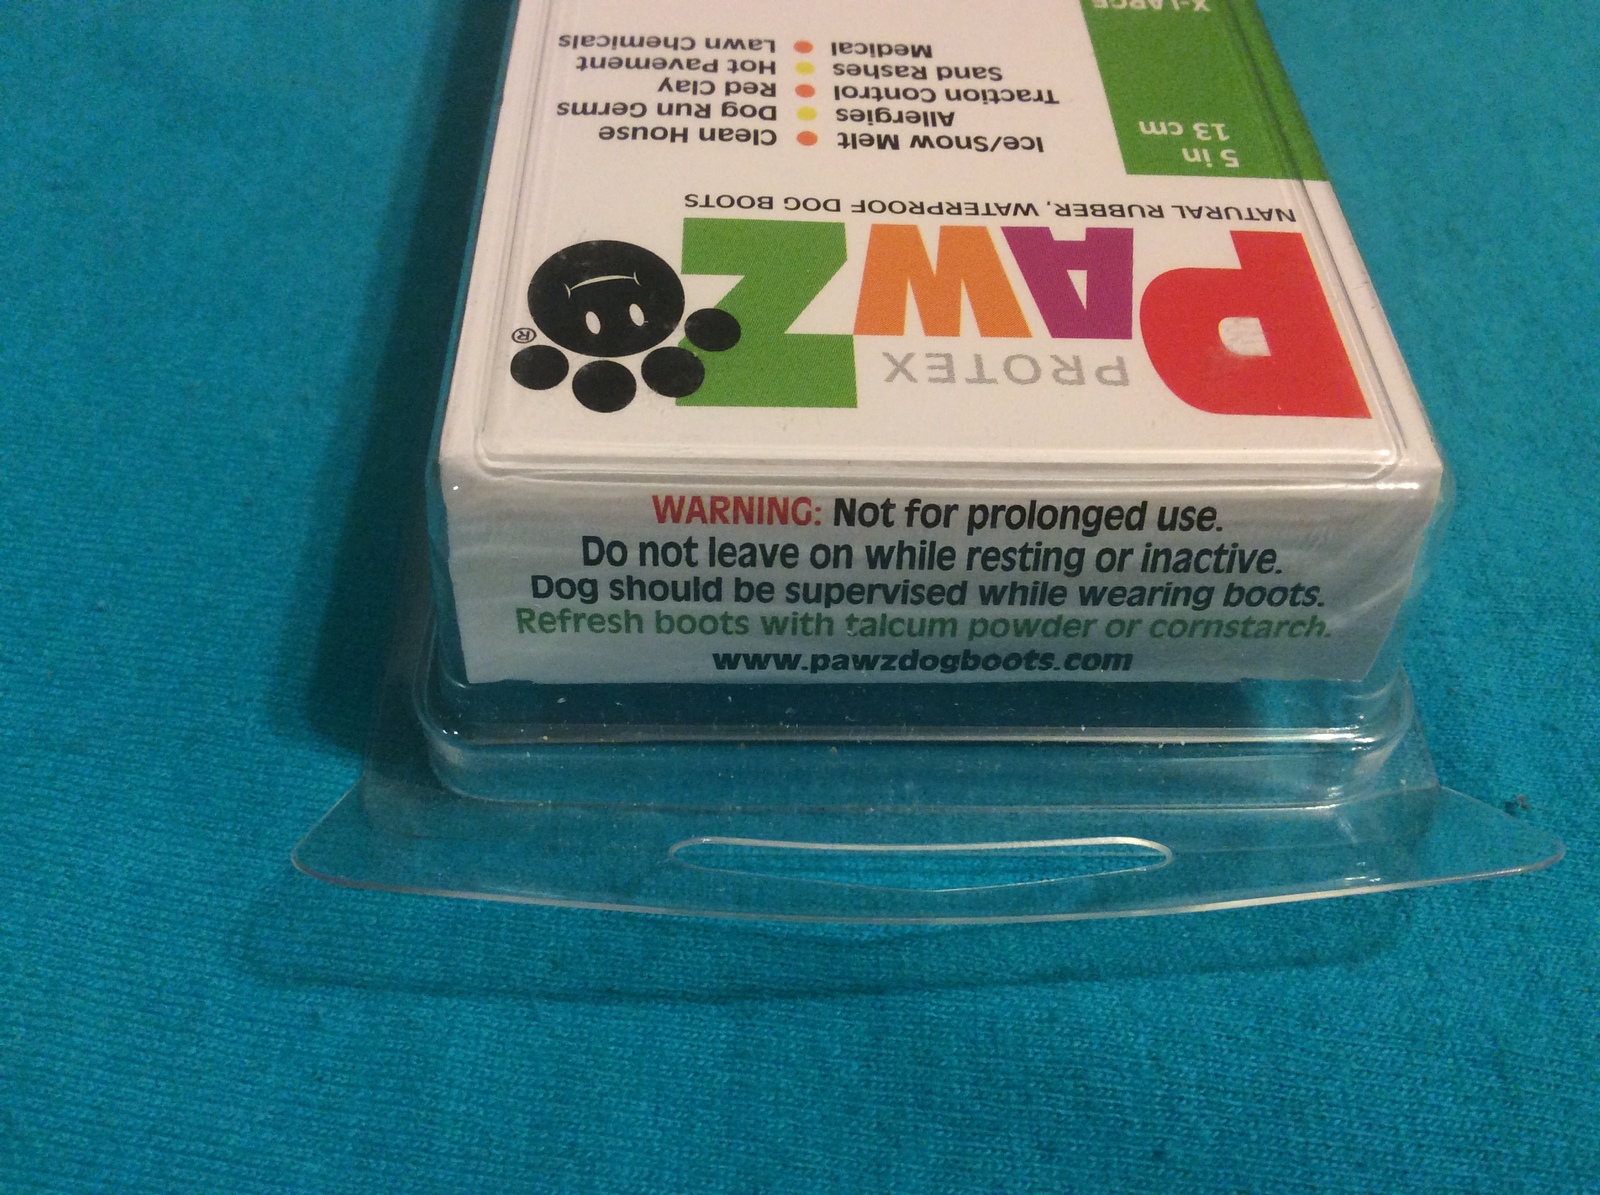 WARNING: Not for prolonged use.
Do not leave on while resting or inactive.
Dog should be supervised while wearing boots.
Refresh boots with talcum powder or cornstarch.
www.pawzdogboots.com
PROTEX
PAWZ®
NATURAL RUBBER, WATERPROOF DOG BOOTS
5 in
13 cm
X-LARGE
Ice/Snow Melt • Clean House
Allergies • Dog Run Germs
Traction Control • Red Clay
Sand Rashes • Hot Pavement
Medical • Lawn Chemicals